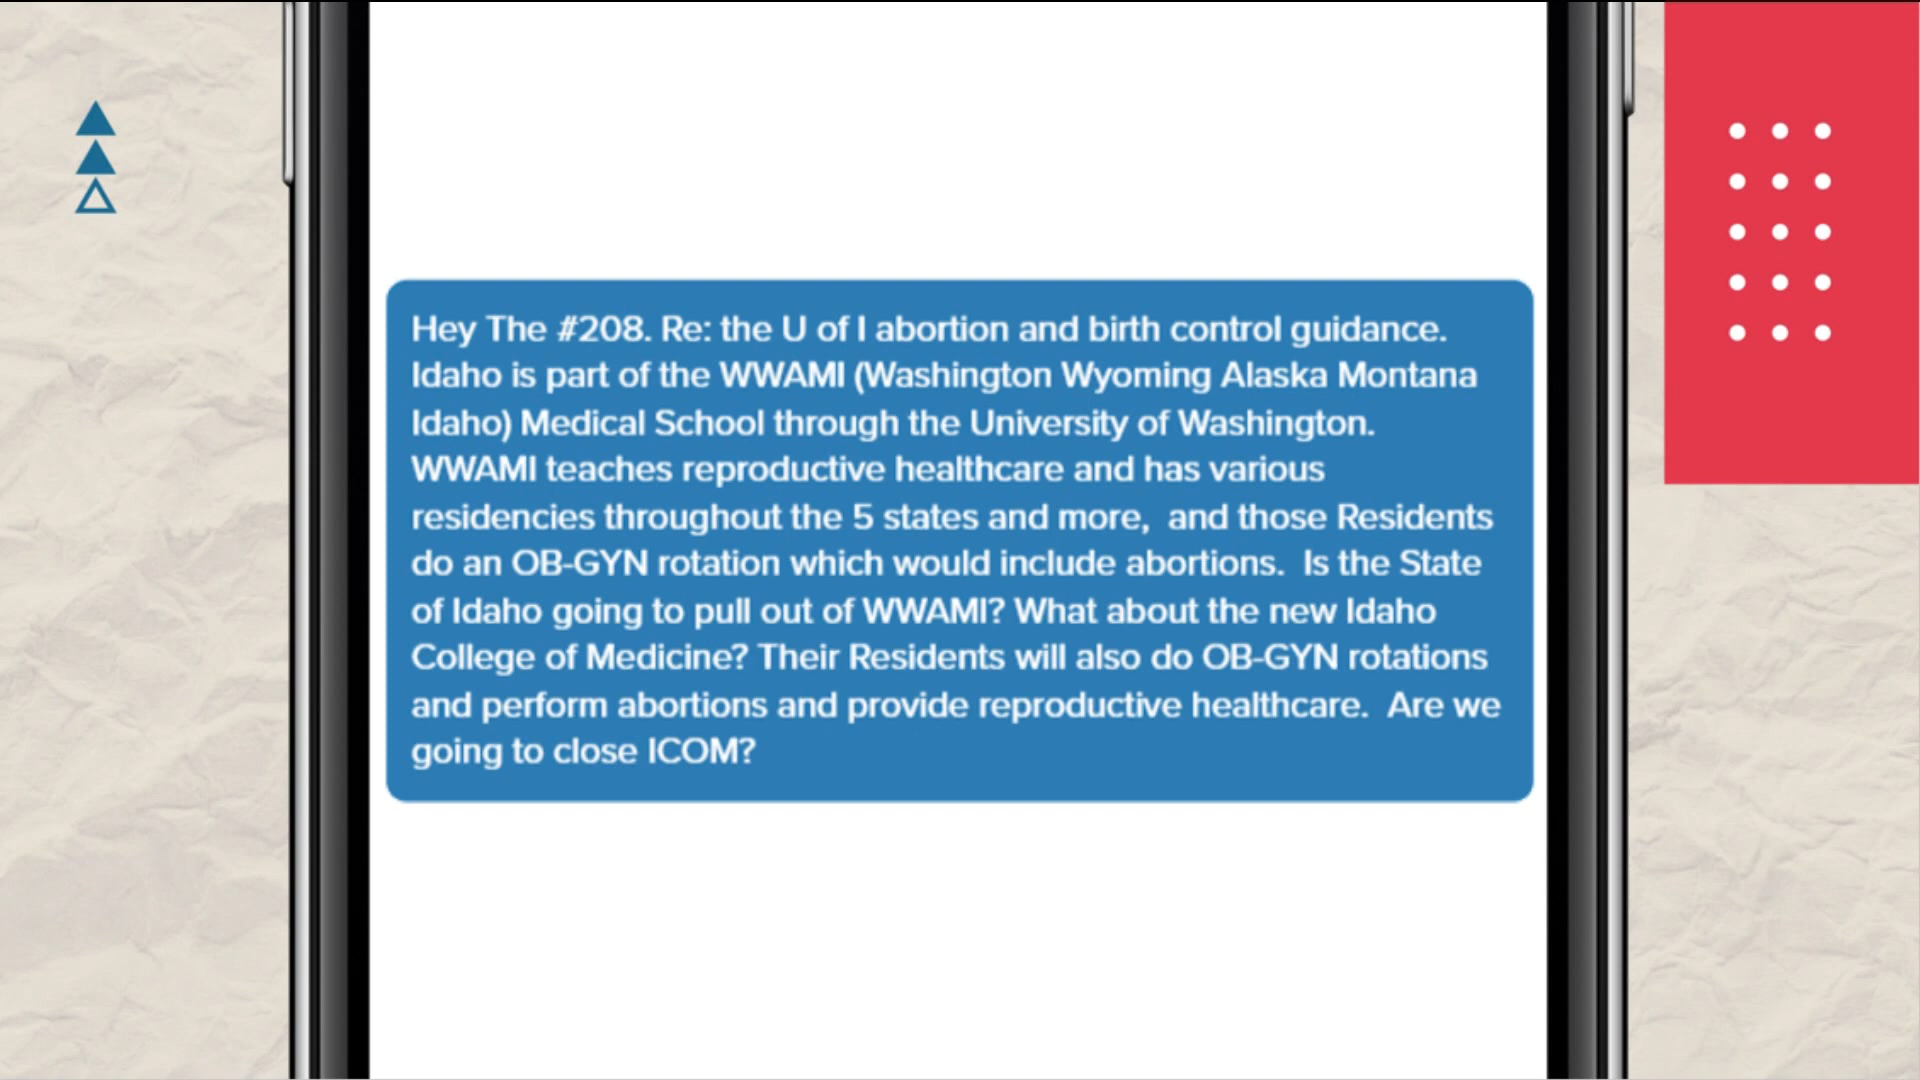 Hey The #208. Re: the U of I abortion and birth control guidance.
Idaho is part of the WWAMI (Washington Wyoming Alaska Montana
Idaho) Medical School through the University of Washington.
WWAMI teaches reproductive healthcare and has various
residencies throughout the 5 states and more,  and those Residents
do an OB-GYN rotation which would include abortions.  Is the State
of Idaho going to pull out of WWAMI? What about the new Idaho
College of Medicine? Their Residents will also do OB-GYN rotations
and perform abortions and provide reproductive healthcare.  Are we
going to close ICOM?